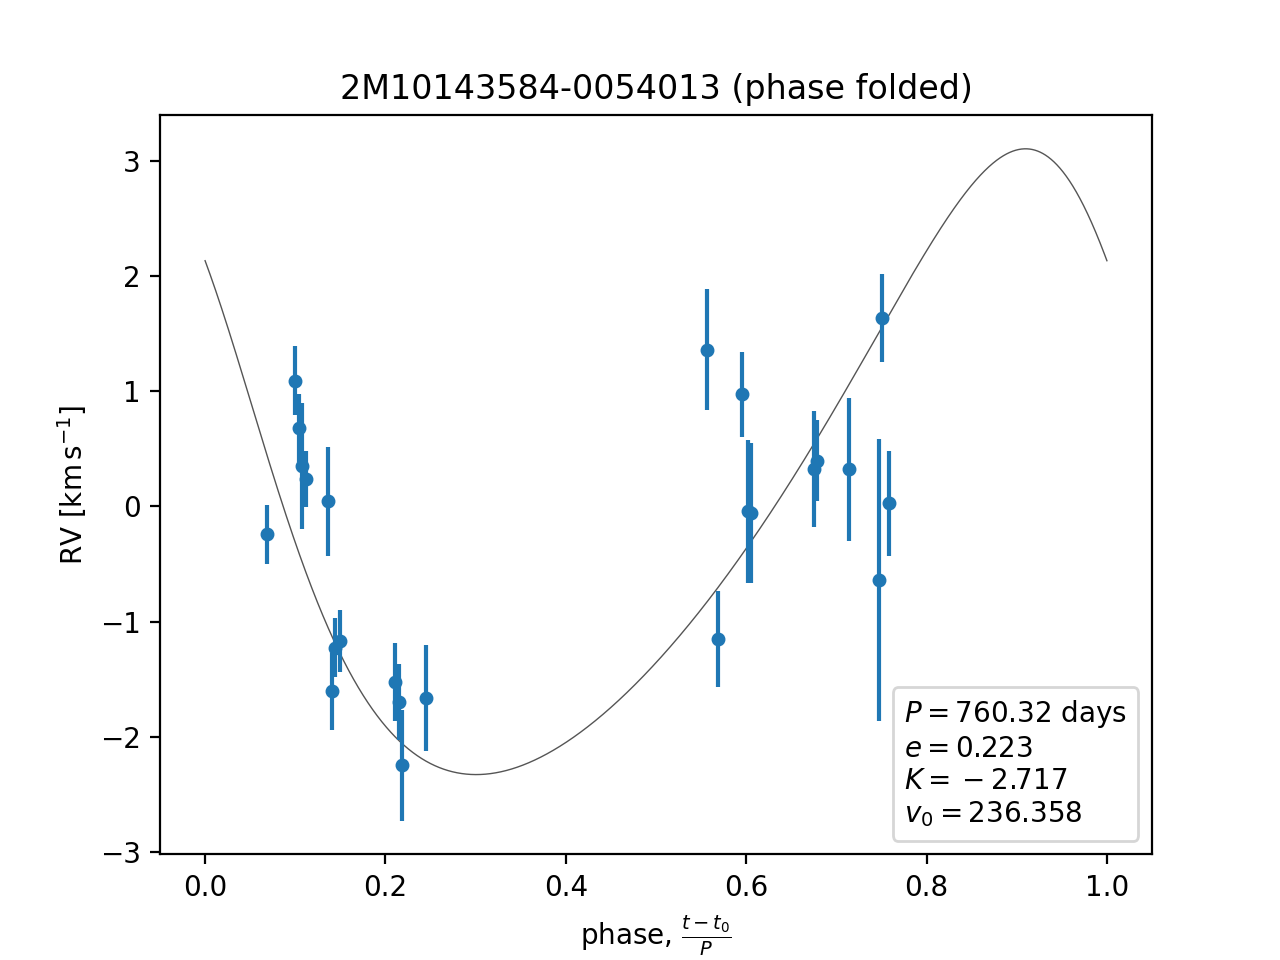 2M10143584-0054013 (phase folded)
3
2
1
0
−1
−2
−3
RV [km s⁻¹]
P = 760.32 days
e = 0.223
K = −2.717
v₀ = 236.358
0.0 0.2 0.4 0.6 0.8 1.0
phase, (t − t₀)/P